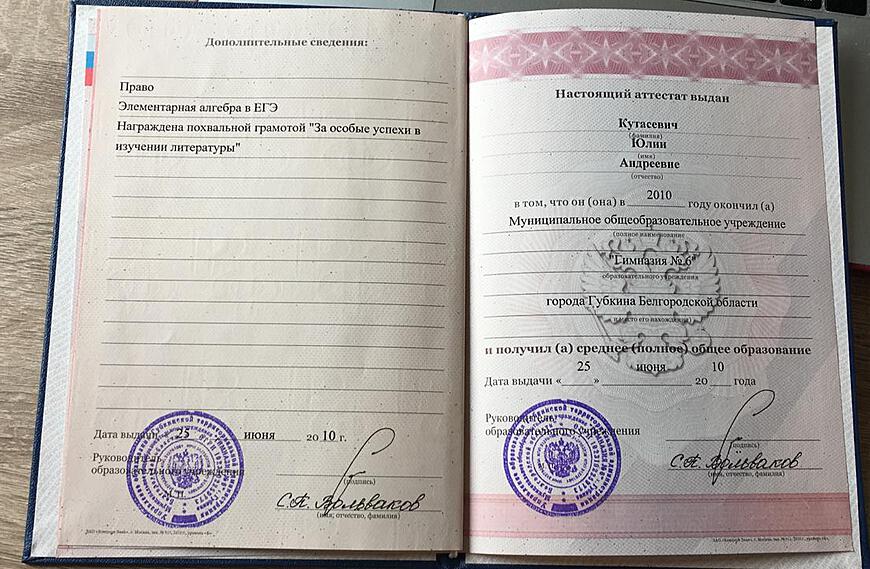 Дополнительные сведения:
Право
Элементарная алгебра в ЕГЭ
Награждена похвальной грамотой "За особые успехи в
изучении литературы"
Дата выдачи 25 июня 2010 г.
Руководитель
образовательного учреждения
(подпись)
С.А. Вольваков
(имя, отчество, фамилия)
Настоящий аттестат выдан
Кутасевич
(фамилия)
Юлии
(имя)
Андреевне
(отчество)
в том, что он (она) в 2010 году окончил (а)
Муниципальное общеобразовательное учреждение
(полное наименование
"Гимназия № 6"
образовательного учреждения
города Губкина Белгородской области
и место его нахождения)
и получил (а) среднее (полное) общее образование
Дата выдачи « 25 » июня 2010 года
Руководитель
образовательного учреждения
(подпись)
С.А. Вольваков
(имя, отчество, фамилия)